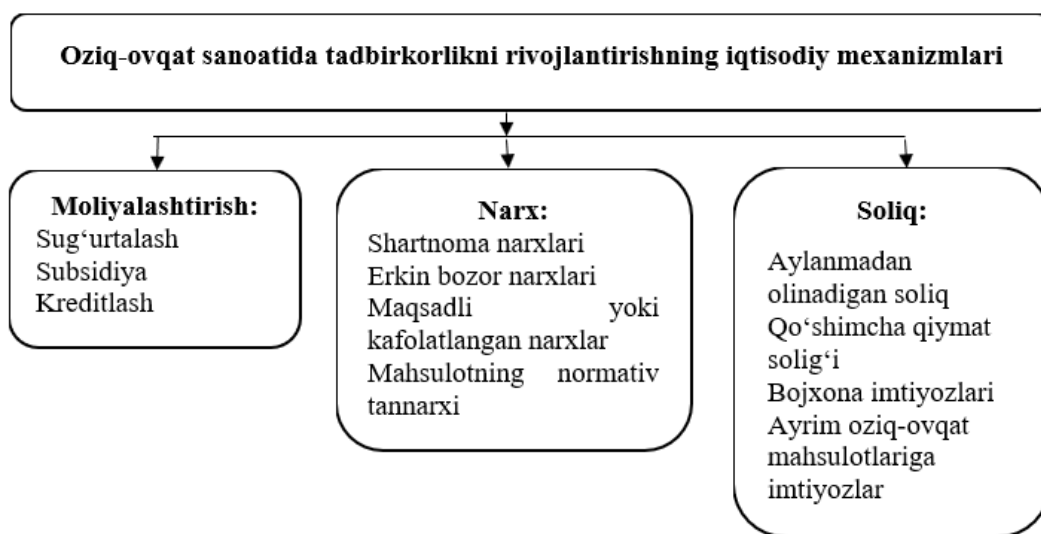 Oziq-ovqat sanoatida tadbirkorlikni rivojlantirishning iqtisodiy mexanizmlari
Moliyalashtirish:
Sug‘urtalash
Subsidiya
Kreditlash
Narx:
Shartnoma narxlari
Erkin bozor narxlari
Maqsadli yoki
kafolatlangan narxlar
Mahsulotning normativ
tannarxi
Soliq:
Aylanmadan
olinadigan soliq
Qo‘shimcha qiymat
solig‘i
Bojxona imtiyozlari
Ayrim oziq-ovqat
mahsulotlariga
imtiyozlar